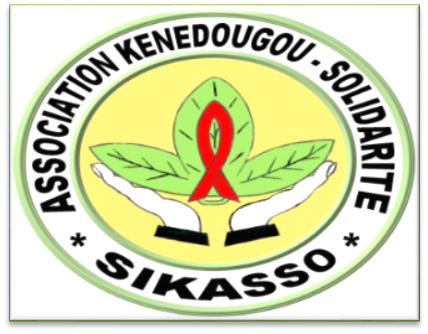 ASSOCIATION KENEDOUGOU - SOLIDARITE
* SIKASSO *